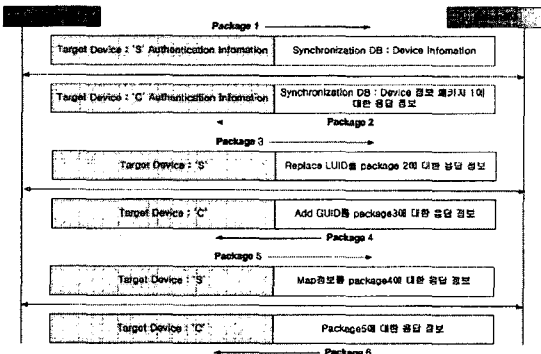 Package 1
Target Device : 'S' Authentication Infomation
Synchronization DB : Device Infomation
Target Device : 'C' Authentication Infomation
Synchronization DB : Device 정보 패키지 1에
대한 응답 정보
Package 2
Package 3
Target Device : 'S'
Replace LUID를 package 2에 대한 응답 정보
Target Device : 'C'
Add GUID를 package3에 대한 응답 정보
Package 4
Package 5
Target Device : 'S'
Map정보를 package4에 대한 응답 정보
Target Device : 'C'
Package5에 대한 응답 정보
Package 6